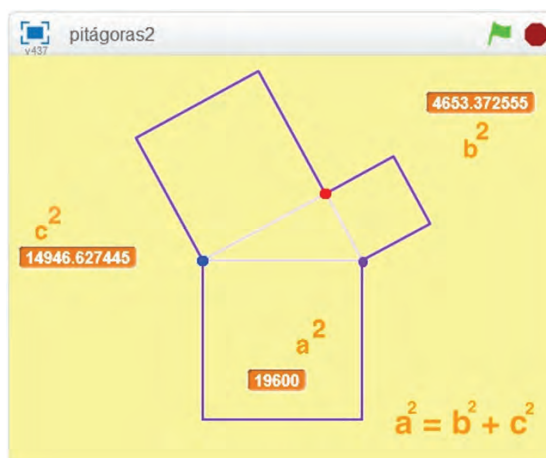 pitágoras2
v437
4653.372555
b²
c²
14946.627445
a²
19600
a² = b² + c²